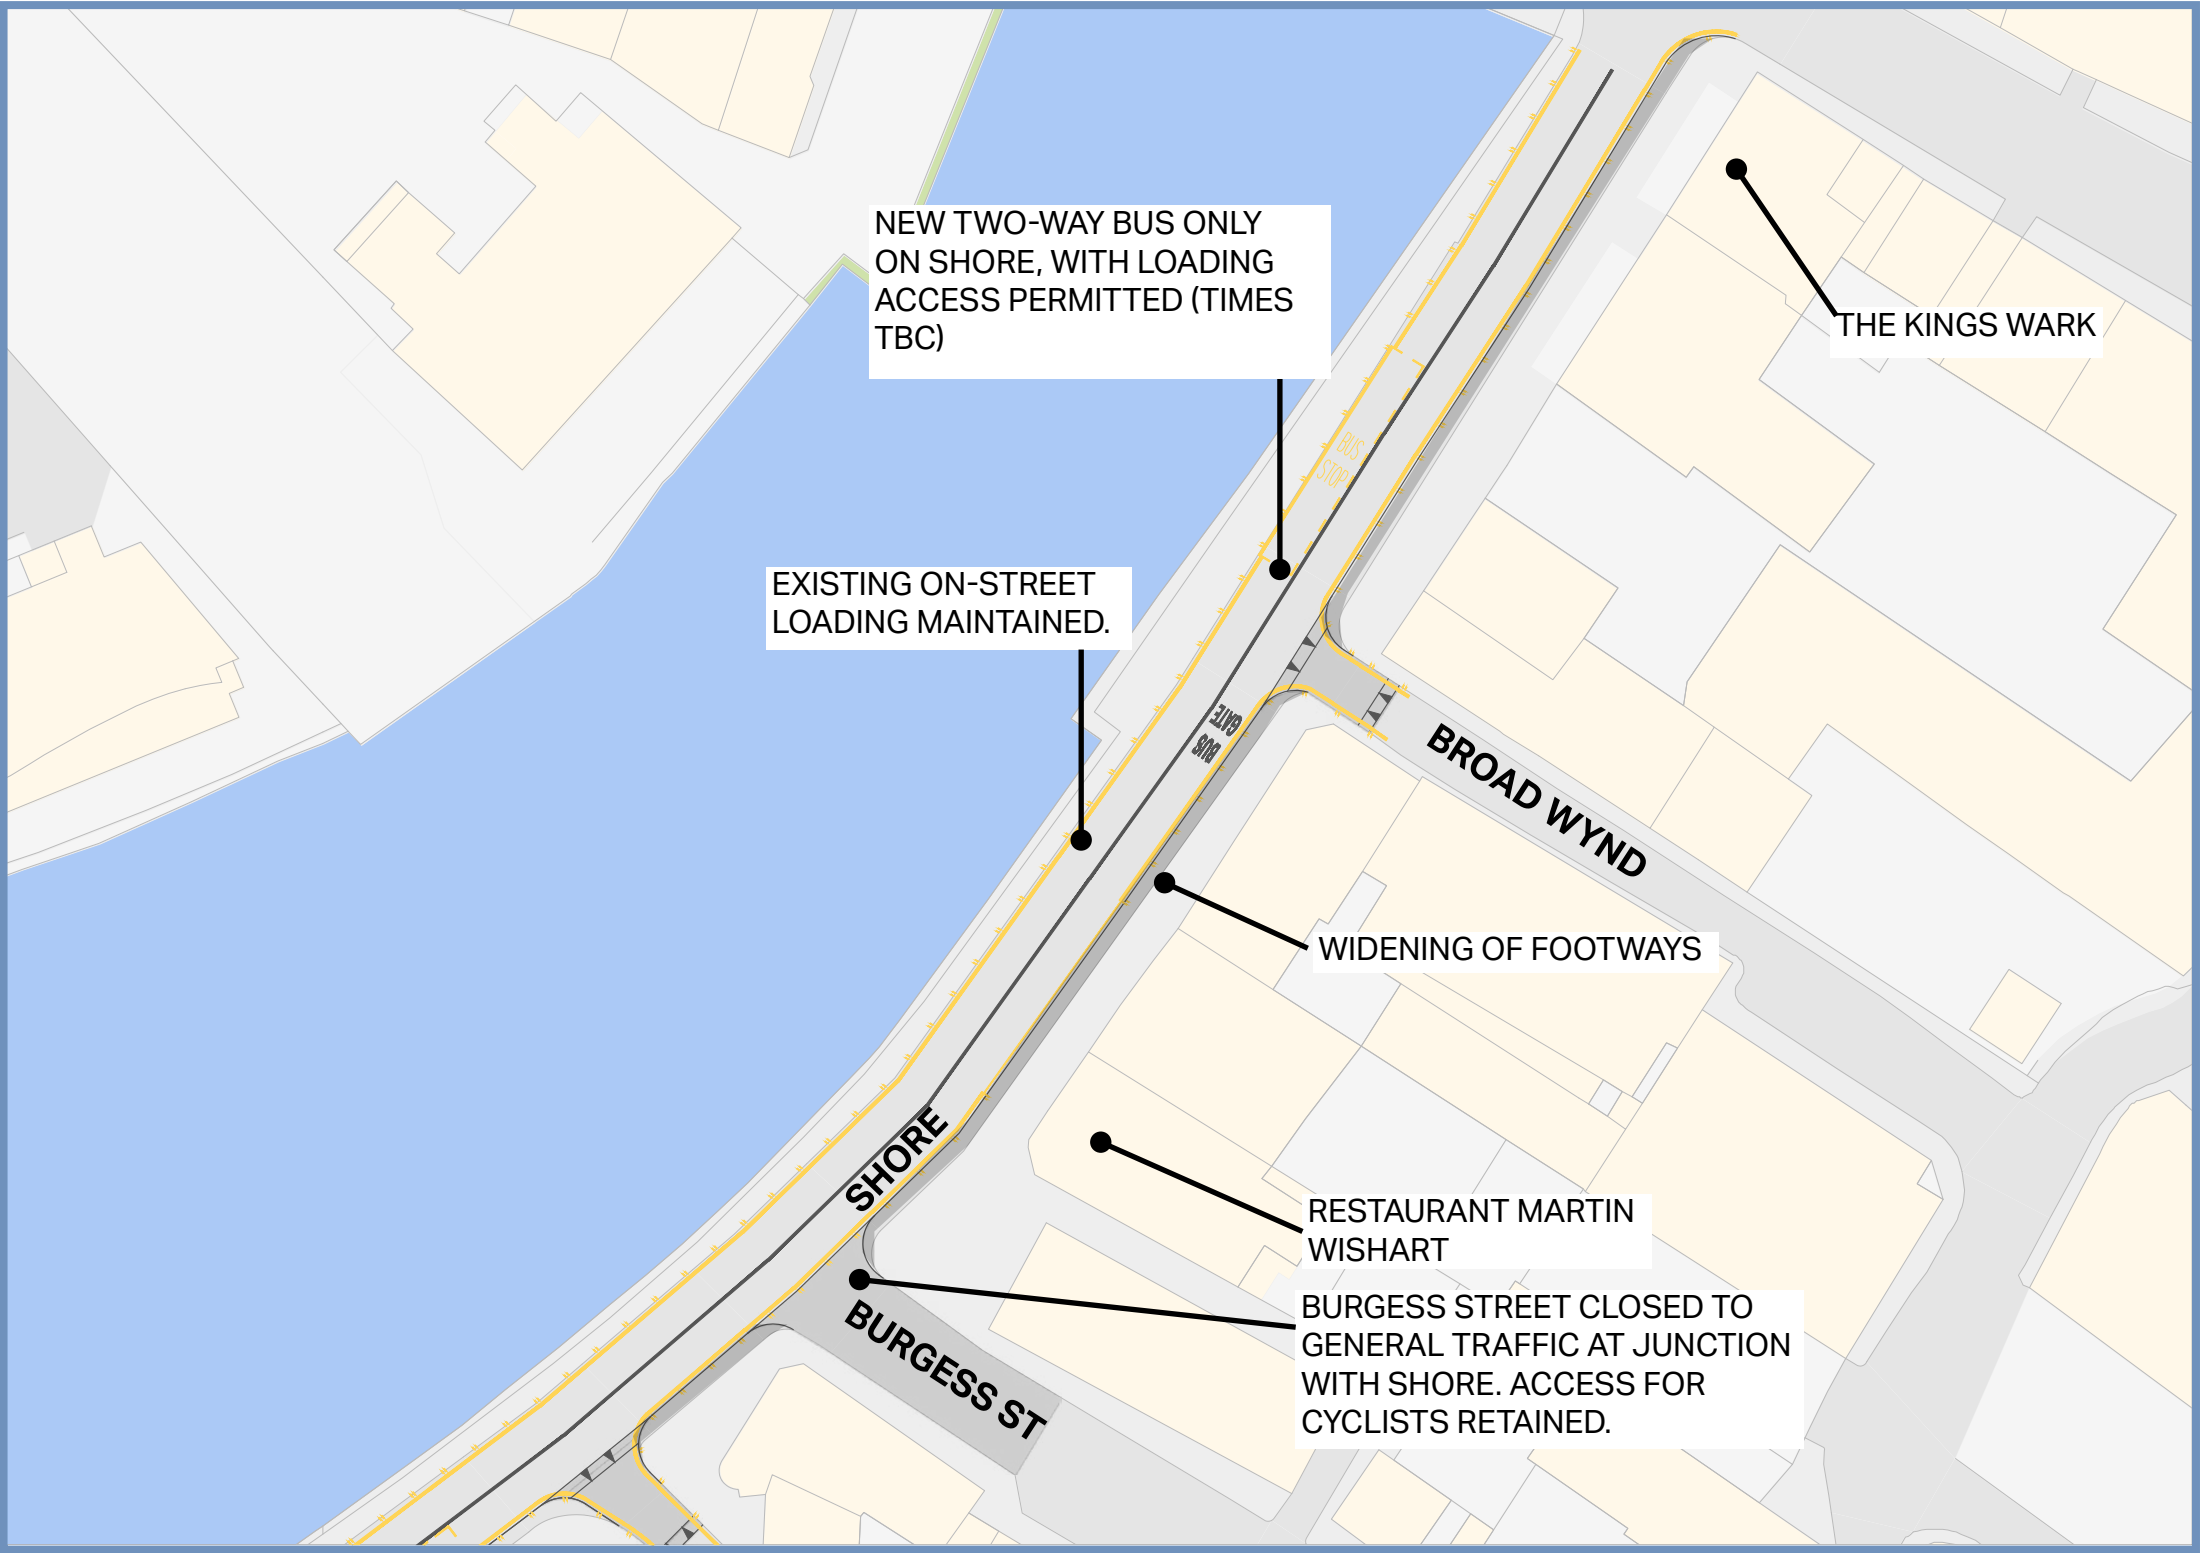 NEW TWO-WAY BUS ONLY
ON SHORE, WITH LOADING
ACCESS PERMITTED (TIMES
TBC)
THE KINGS WARK
BUS
STOP
EXISTING ON-STREET
LOADING MAINTAINED.
BUS
GATE
BROAD WYND
WIDENING OF FOOTWAYS
SHORE
RESTAURANT MARTIN
WISHART
BURGESS STREET CLOSED TO
GENERAL TRAFFIC AT JUNCTION
WITH SHORE. ACCESS FOR
CYCLISTS RETAINED.
BURGESS ST